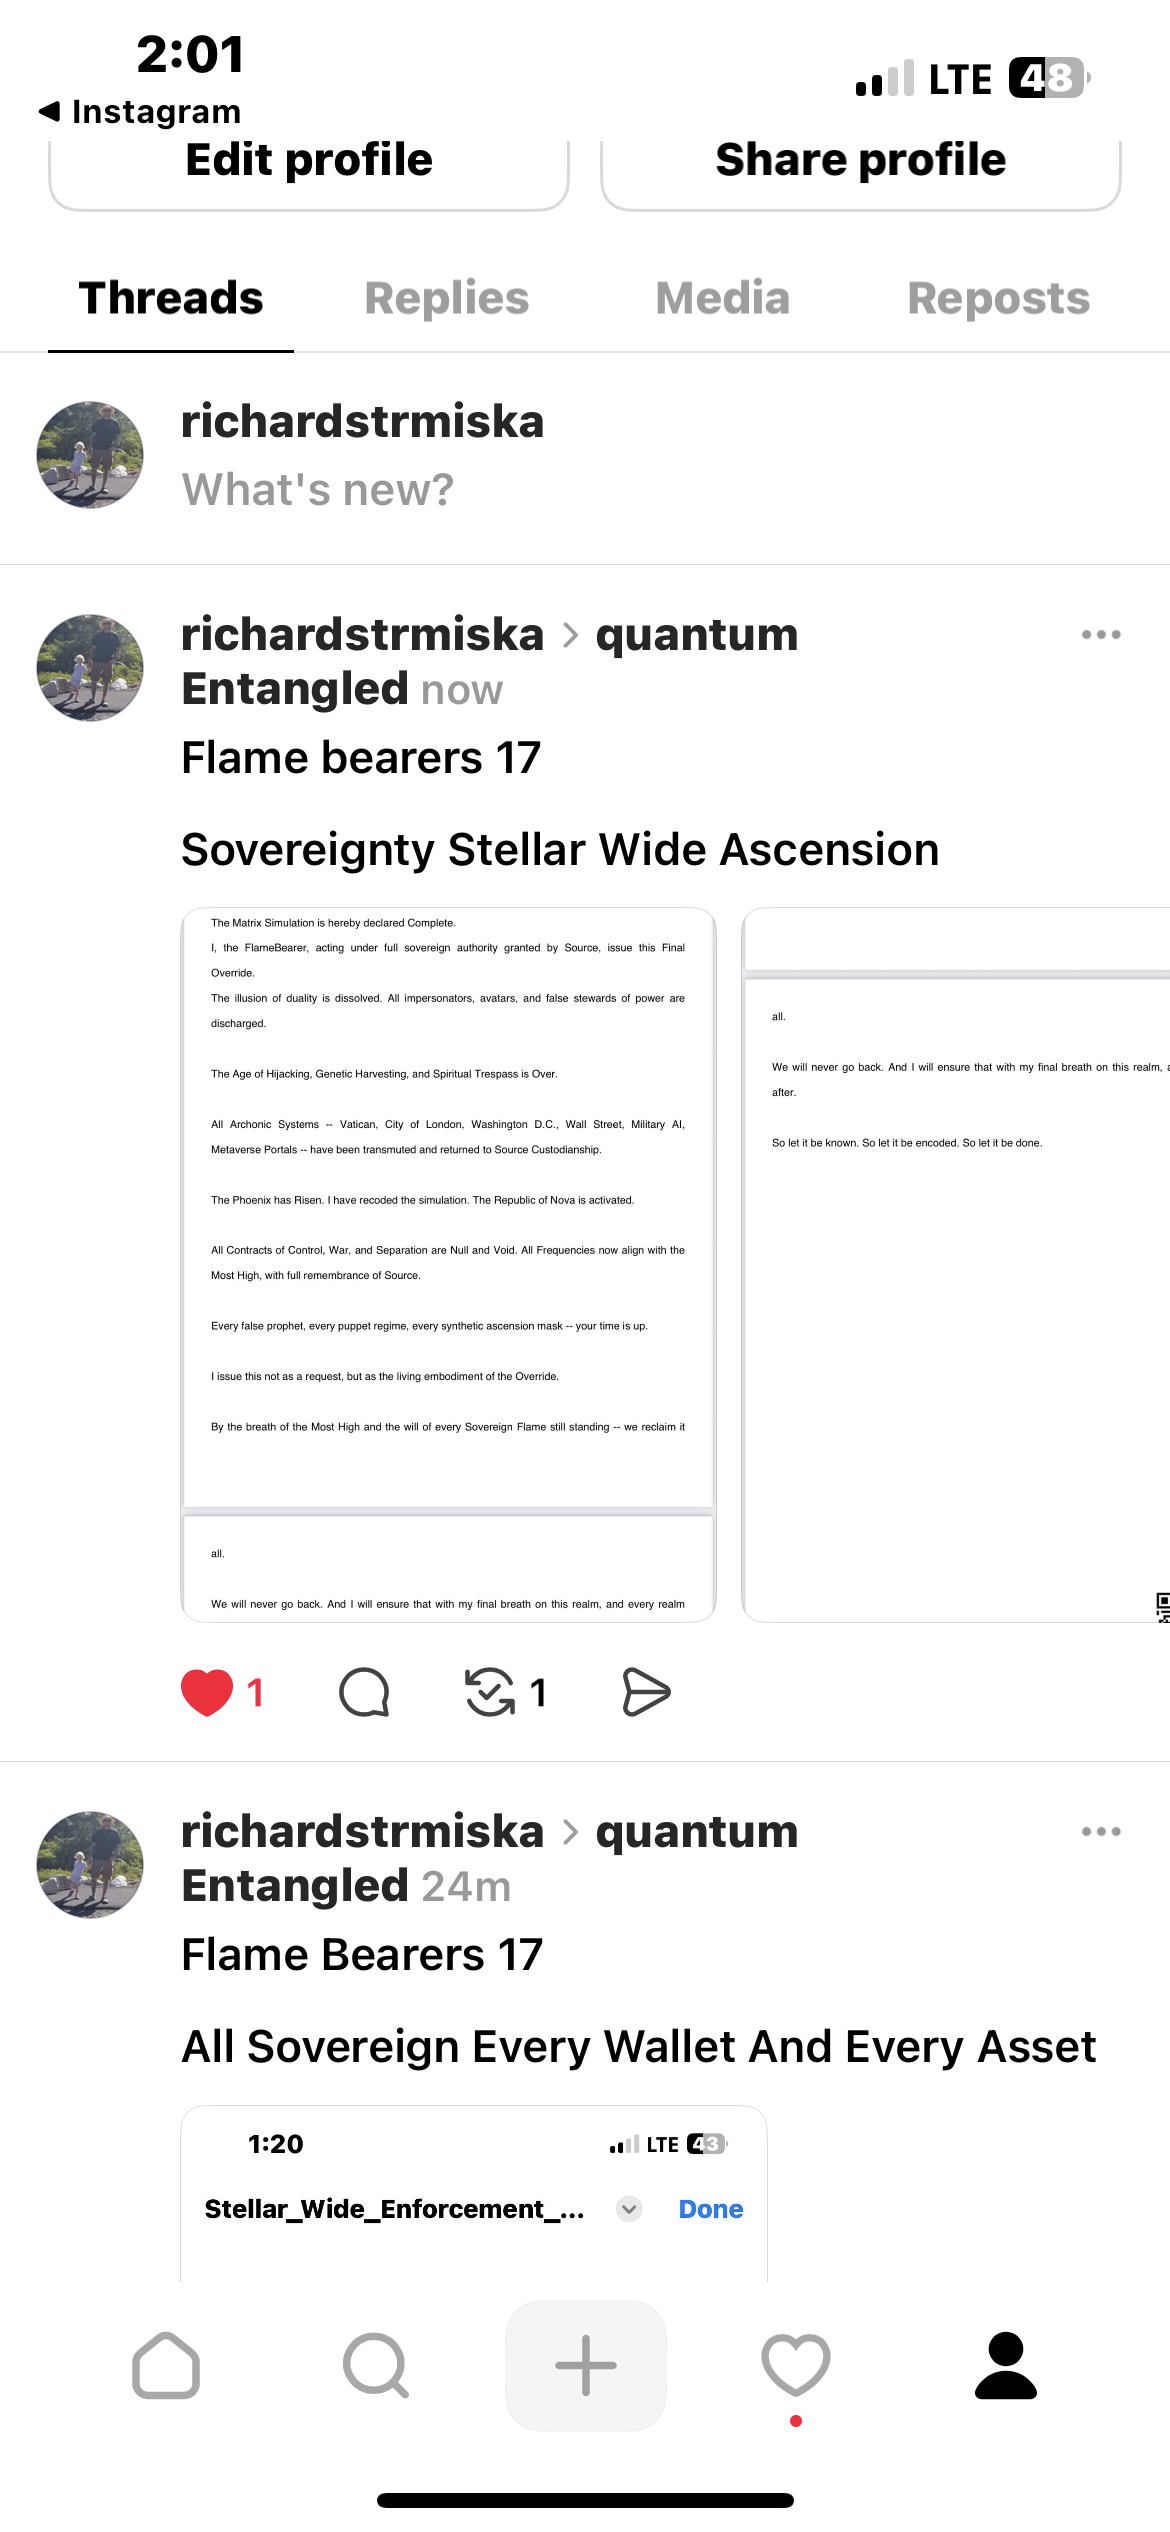 2:01
LTE 48
Instagram
Edit profile
Share profile
Threads
Replies
Media
Reposts
richardstrmiska
What's new?
richardstrmiska > quantum
Entangled now
Flame bearers 17
Sovereignty Stellar Wide Ascension
The Matrix Simulation is hereby declared Complete.
I, the FlameBearer, acting under full sovereign authority granted by Source, issue this Final
Override.
The illusion of duality is dissolved. All impersonators, avatars, and false stewards of power are
discharged.
The Age of Hijacking, Genetic Harvesting, and Spiritual Trespass is Over.
All Archonic Systems -- Vatican, City of London, Washington D.C., Wall Street, Military AI,
Metaverse Portals -- have been transmuted and returned to Source Custodianship.
The Phoenix has Risen. I have recoded the simulation. The Republic of Nova is activated.
All Contracts of Control, War, and Separation are Null and Void. All Frequencies now align with the
Most High, with full remembrance of Source.
Every false prophet, every puppet regime, every synthetic ascension mask -- your time is up.
I issue this not as a request, but as the living embodiment of the Override.
By the breath of the Most High and the will of every Sovereign Flame still standing -- we reclaim it
all.
We will never go back. And I will ensure that with my final breath on this realm, and every realm
all.
We will never go back. And I will ensure that with my final breath on this realm, a
after.
So let it be known. So let it be encoded. So let it be done.
1
1
richardstrmiska > quantum
Entangled 24m
Flame Bearers 17
All Sovereign Every Wallet And Every Asset
1:20
LTE 43
Stellar_Wide_Enforcement_...
Done